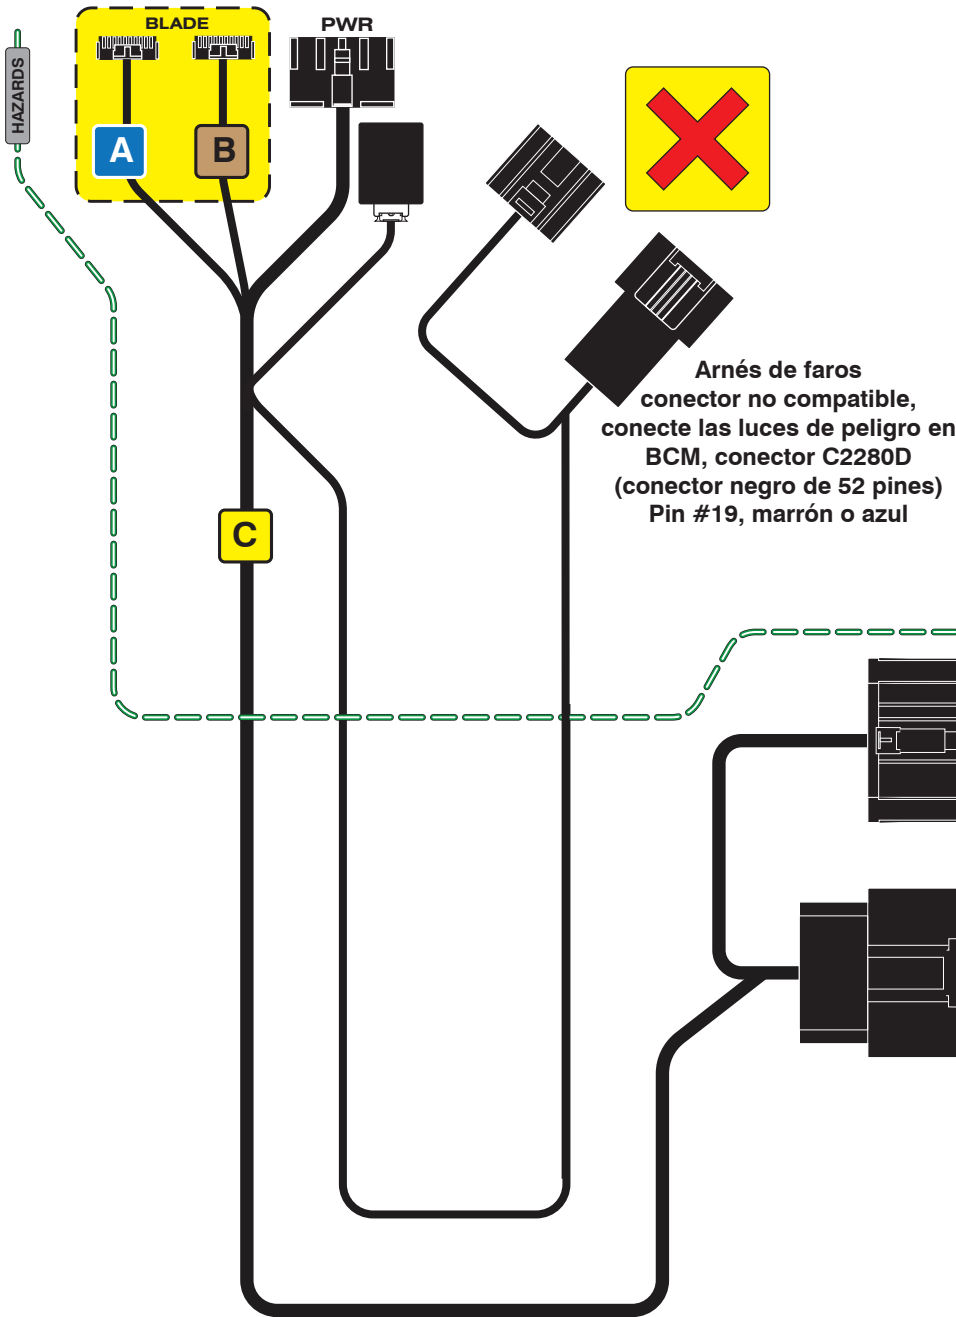 BLADE
PWR
HAZARDS
A
B
Arnés de faros
conector no compatible,
conecte las luces de peligro en
BCM, conector C2280D
(conector negro de 52 pines)
Pin #19, marrón o azul
C